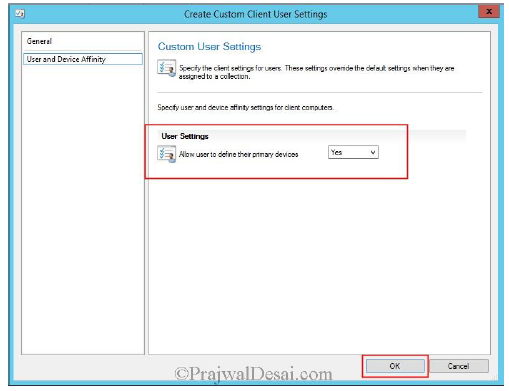 Create Custom Client User Settings
x
General
User and Device Affinity
Custom User Settings
Specify the client settings for users. These settings override the default settings when they are
assigned to a collection.
Specify user and device affinity settings for client computers.
User Settings
Allow user to define their primary devices
Yes
OK
Cancel
©PrajwalDesai.com